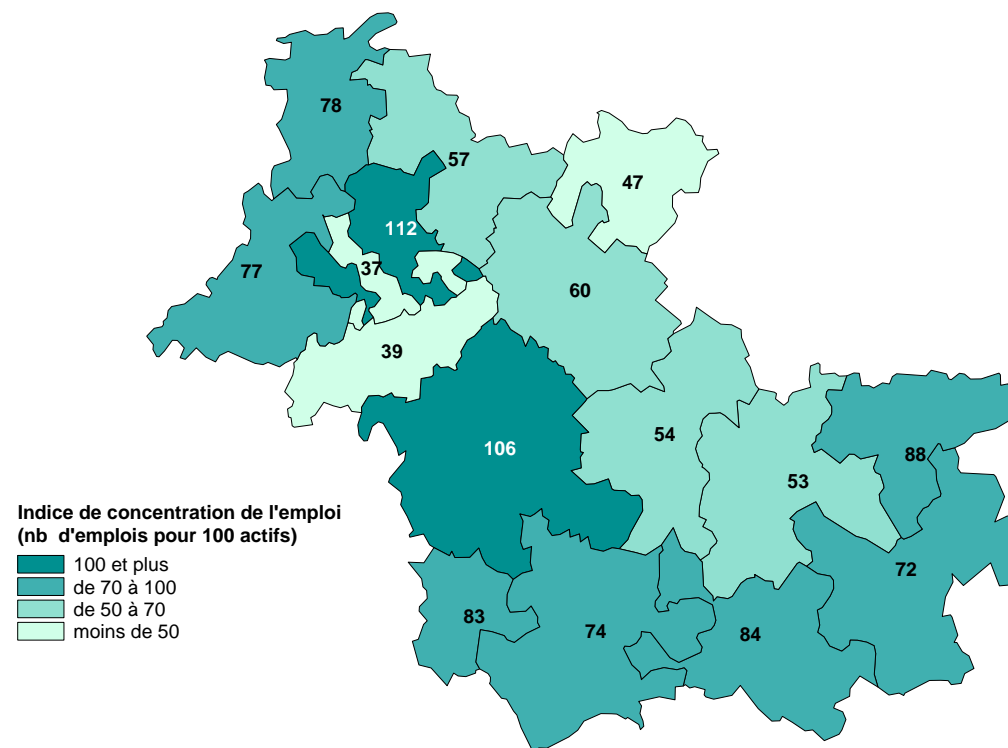 78
57
47
112
37
77
60
39
54
106
88
53
72
83
74
84
Indice de concentration de l'emploi
(nb d'emplois pour 100 actifs)
100 et plus
de 70 à 100
de 50 à 70
moins de 50